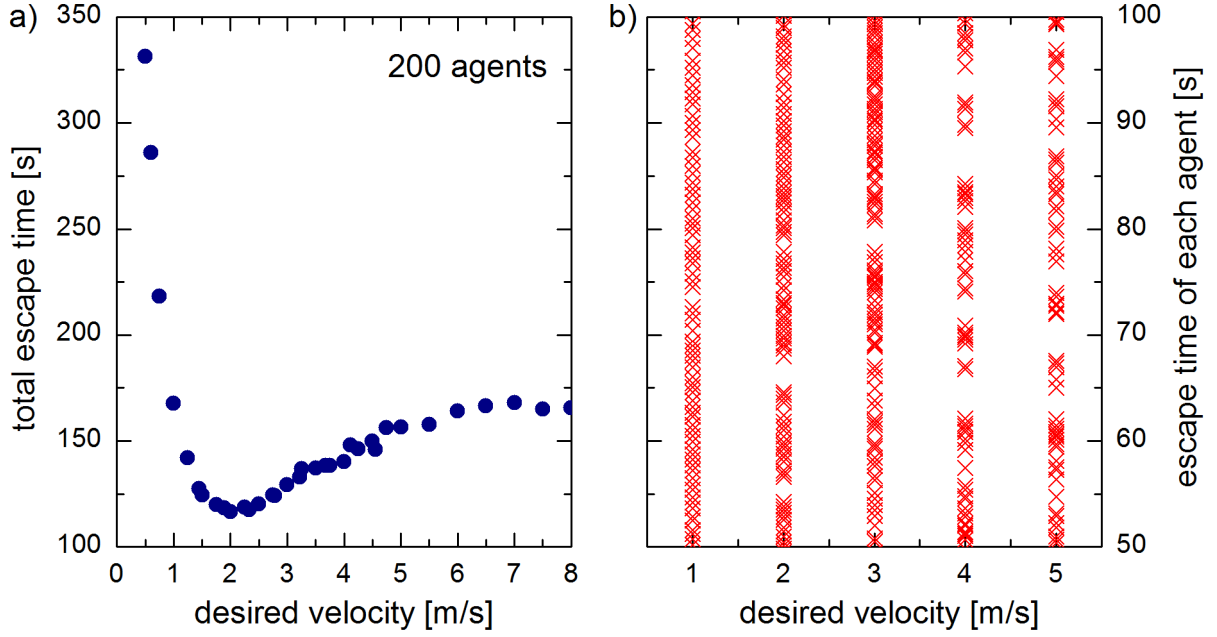 a)
350
300
250
200
150
100
total escape time [s]
200 agents
0 1 2 3 4 5 6 7 8
desired velocity [m/s]
b)
100
90
80
70
60
50
escape time of each agent [s]
1 2 3 4 5
desired velocity [m/s]